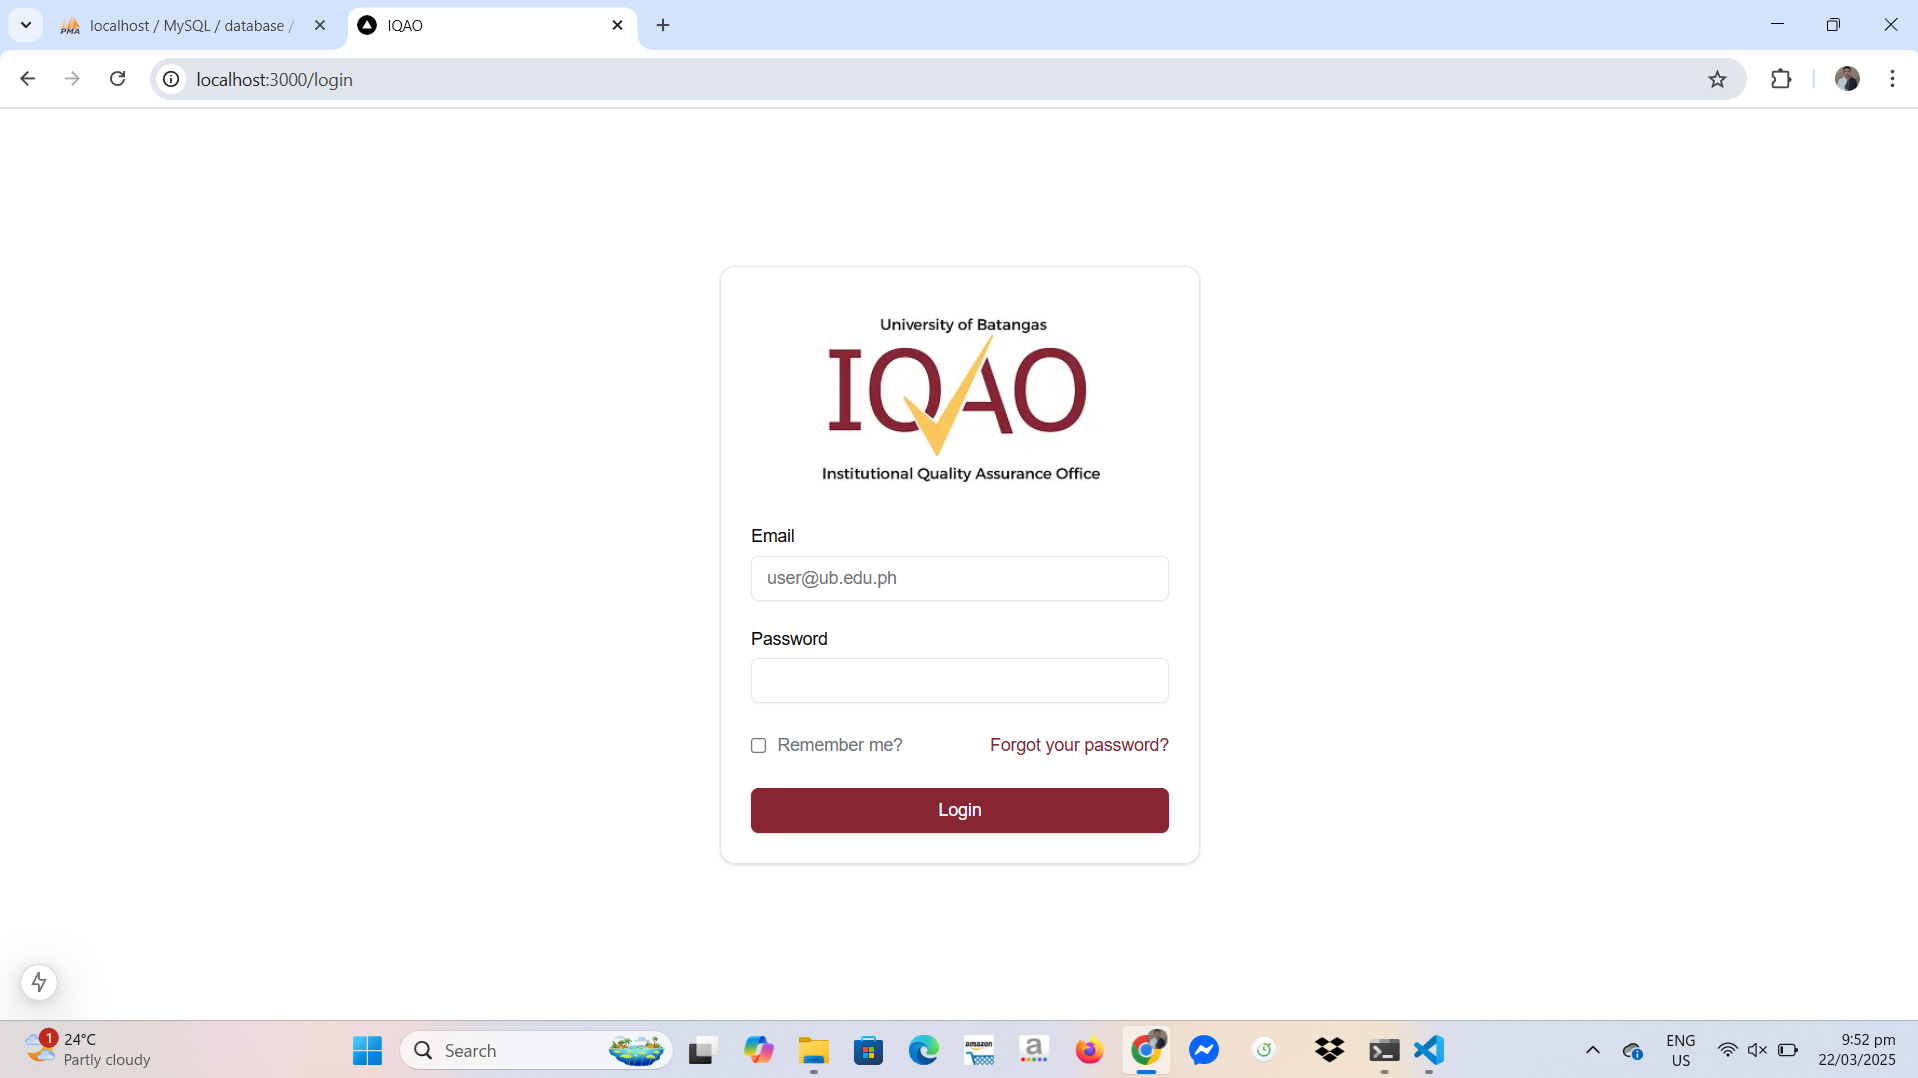 localhost / MySQL / database /
IQAO
localhost:3000/login
University of Batangas
IQAO
Institutional Quality Assurance Office
Email
user@ub.edu.ph
Password
Remember me?
Forgot your password?
Login
1
24°C
Partly cloudy
Search
amazon
a
ENG
US
9:52 pm
22/03/2025
PMA